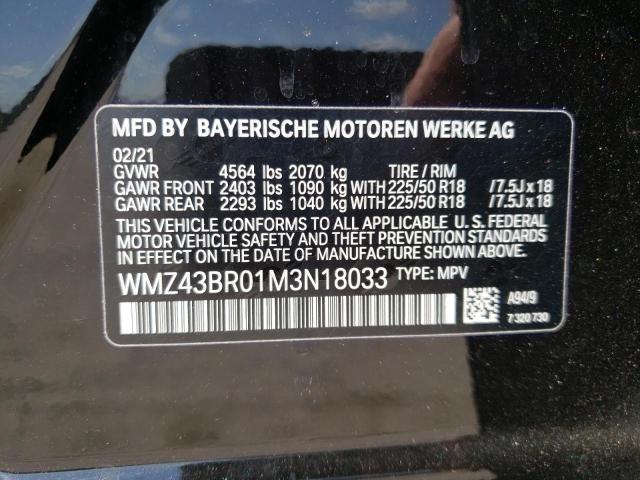 MFD BY BAYERISCHE MOTOREN WERKE AG
02/21
GVWR 4564 lbs 2070 kg TIRE / RIM
GAWR FRONT 2403 lbs 1090 kg WITH 225/50 R18 /7.5J x 18
GAWR REAR 2293 lbs 1040 kg WITH 225/50 R18 /7.5J x 18
THIS VEHICLE CONFORMS TO ALL APPLICABLE U. S. FEDERAL
MOTOR VEHICLE SAFETY AND THEFT PREVENTION STANDARDS
IN EFFECT ON THE DATE OF MANUFACTURE SHOWN ABOVE.
WMZ43BR01M3N18033 TYPE: MPV
A94/9
7 320 730